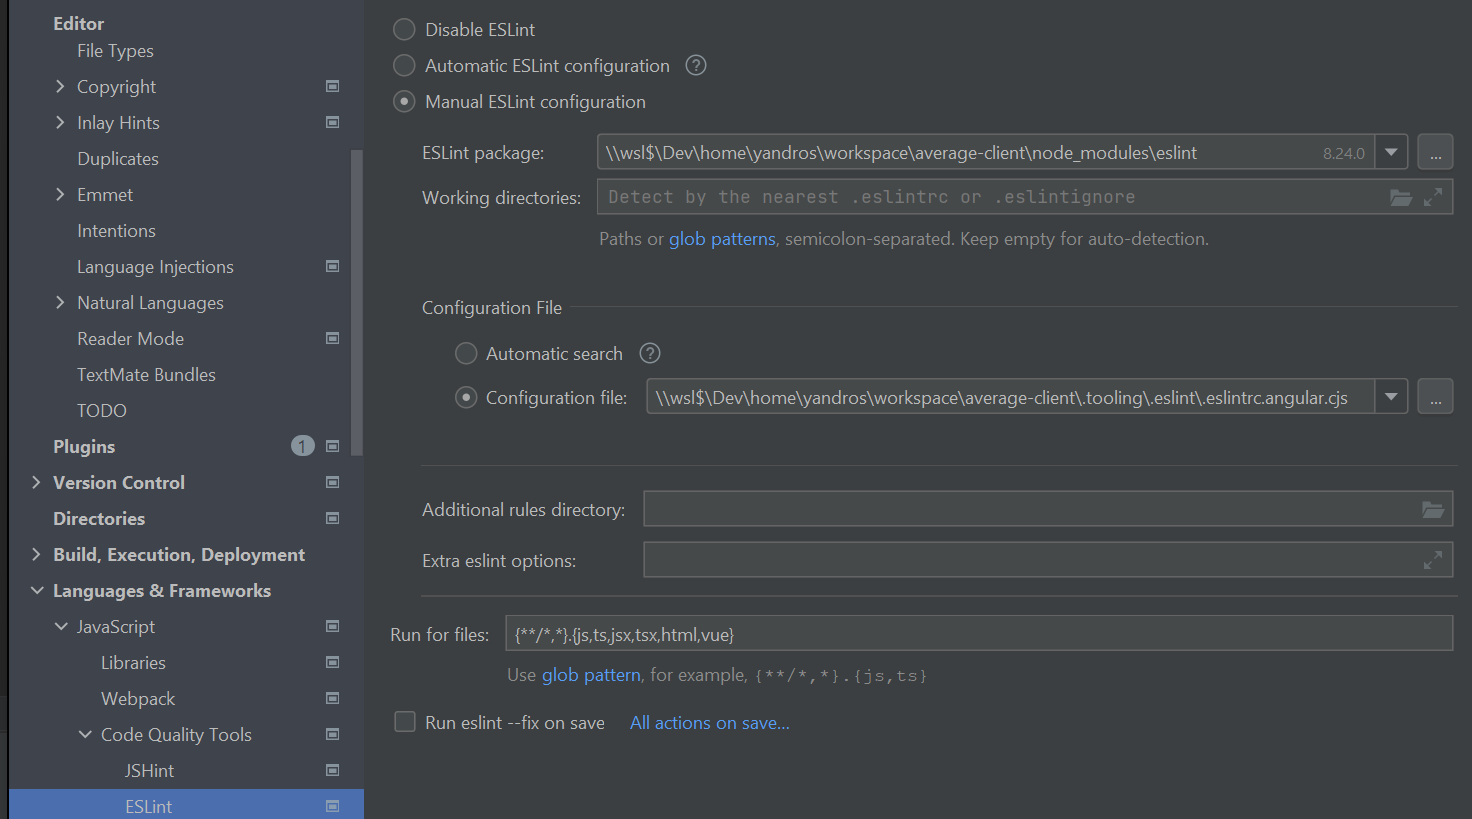 Editor
File Types
Copyright
Inlay Hints
Duplicates
Emmet
Intentions
Language Injections
Natural Languages
Reader Mode
TextMate Bundles
TODO
Plugins 1
Version Control
Directories
Build, Execution, Deployment
Languages & Frameworks
JavaScript
Libraries
Webpack
Code Quality Tools
JSHint
ESLint
Disable ESLint
Automatic ESLint configuration ?
Manual ESLint configuration
ESLint package: \\wsl$\Dev\home\yandros\workspace\average-client\node_modules\eslint 8.24.0 ...
Working directories: Detect by the nearest .eslintrc or .eslintignore
Paths or glob patterns, semicolon-separated. Keep empty for auto-detection.
Configuration File
Automatic search ?
Configuration file: \\wsl$\Dev\home\yandros\workspace\average-client\.tooling\.eslint\.eslintrc.angular.cjs ...
Additional rules directory:
Extra eslint options:
Run for files: {**/*,*}.{js,ts,jsx,tsx,html,vue}
Use glob pattern, for example, {**/*,*}.{js,ts}
Run eslint --fix on save All actions on save...